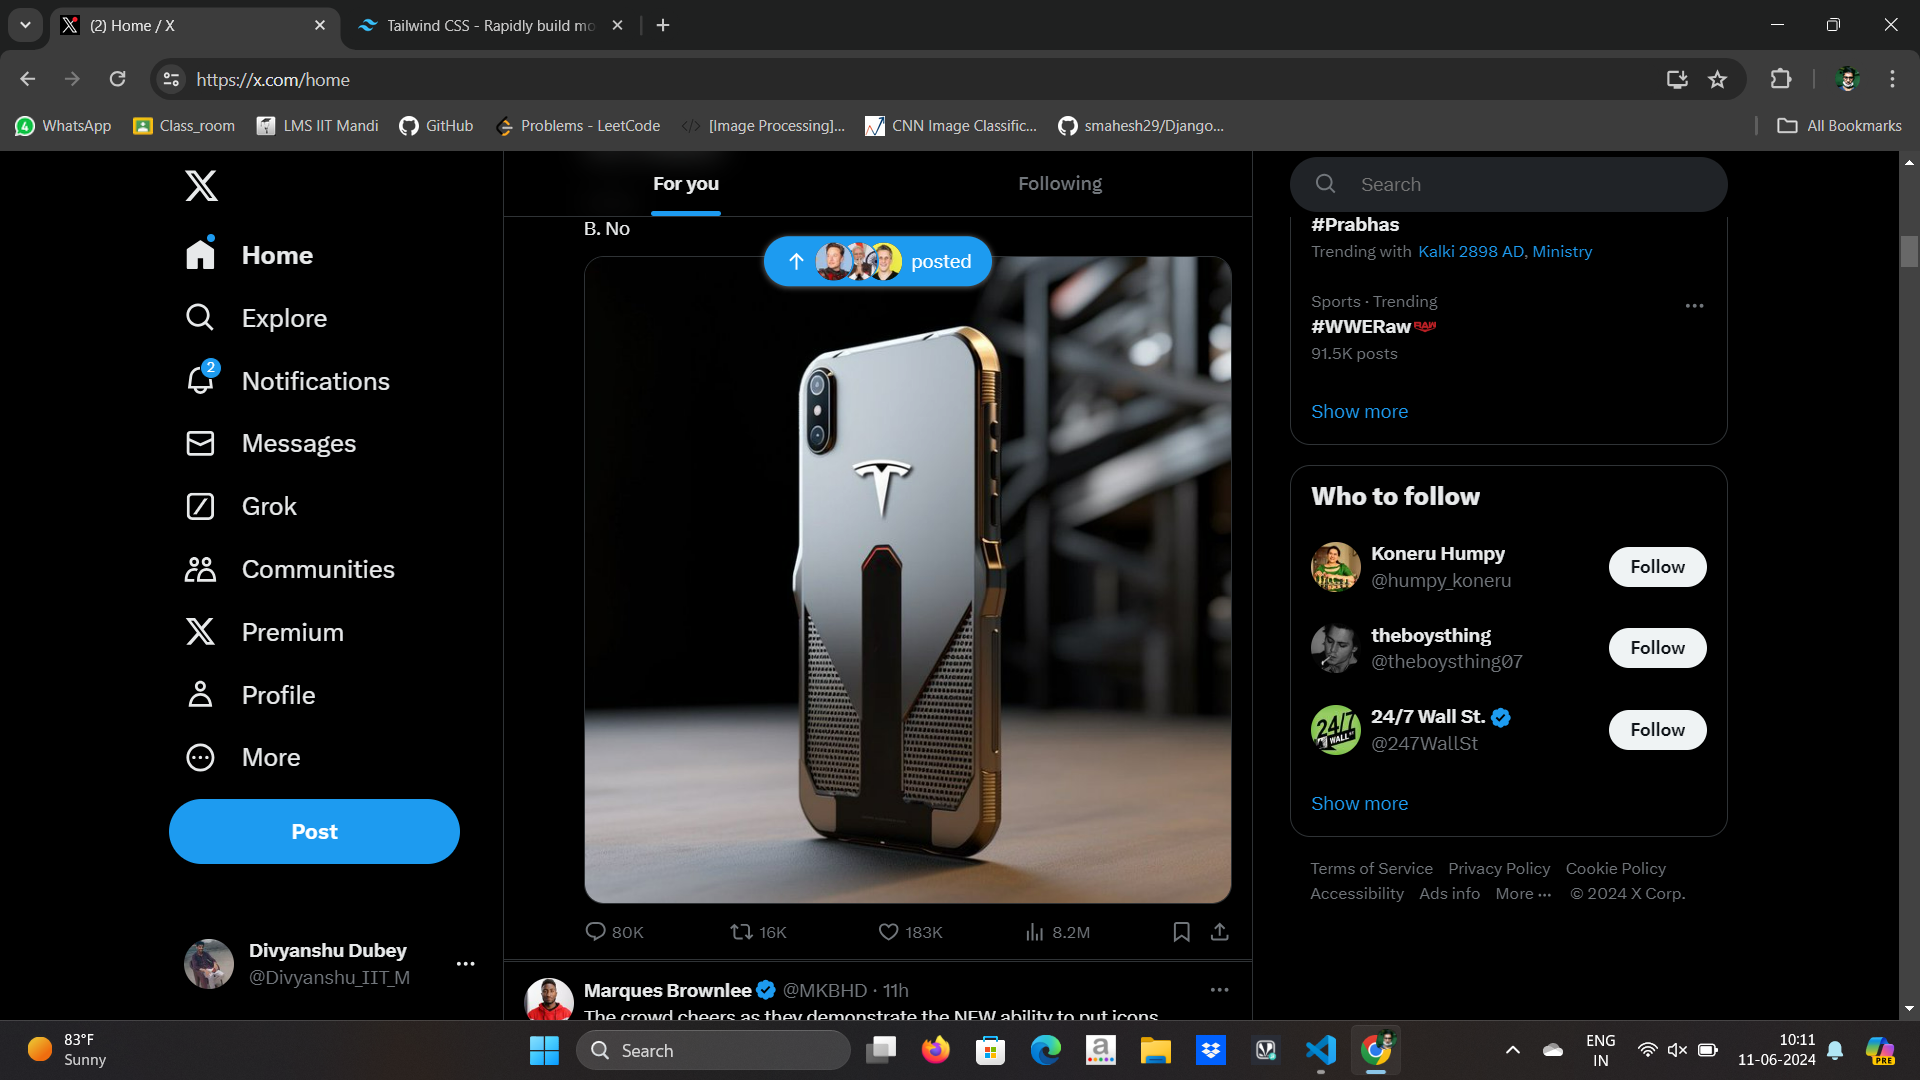 (2) Home / X
Tailwind CSS - Rapidly build mo
https://x.com/home
WhatsApp
Class_room
LMS IIT Mandi
GitHub
Problems - LeetCode
[Image Processing]...
CNN Image Classific...
smahesh29/Django...
All Bookmarks
Home
Explore
2
Notifications
Messages
Grok
Communities
Premium
Profile
More
Post
Divyanshu Dubey
@Divyanshu_IIT_M
For you
Following
B. No
posted
80K
16K
183K
8.2M
Marques Brownlee @MKBHD · 11h
The crowd cheers as they demonstrate the NEW ability to put icons
Search
#Prabhas
Trending with Kalki 2898 AD, Ministry
Sports · Trending
#WWERaw
91.5K posts
Show more
Who to follow
Koneru Humpy
@humpy_koneru
Follow
theboysthing
@theboysthing07
Follow
24/7
WALL ST
24/7 Wall St.
@247WallSt
Follow
Show more
Terms of Service Privacy Policy Cookie Policy
Accessibility Ads info More ··· © 2024 X Corp.
83°F
Sunny
Search
ENG
IN
10:11
11-06-2024
PRE